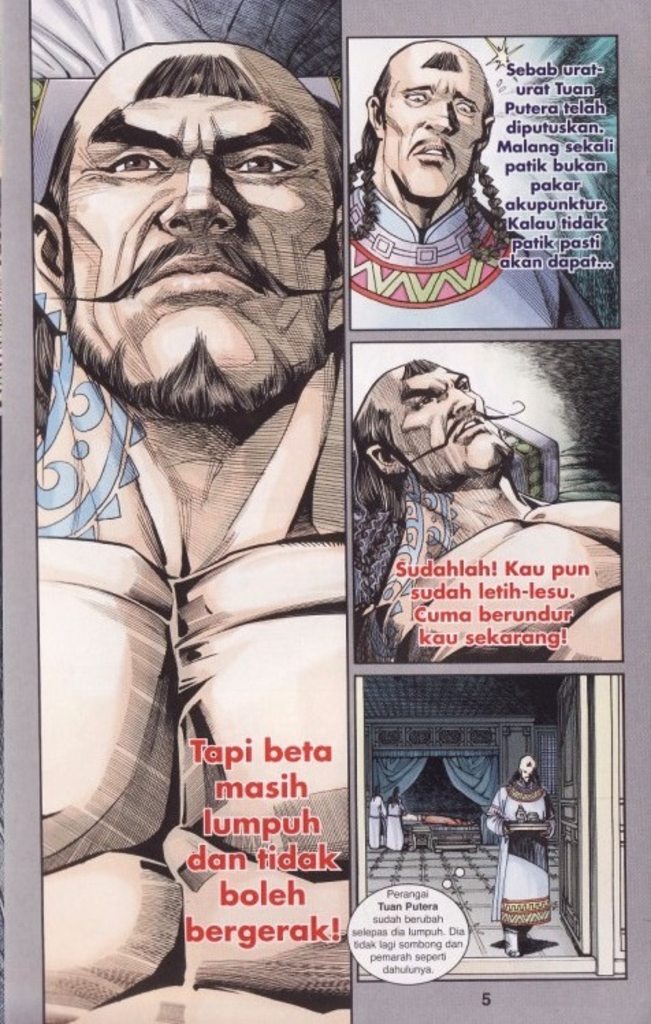 Tapi beta
masih
lumpuh
dan tidak
boleh
bergerak!
Sebab urat-
urat Tuan
Putera telah
diputuskan.
Malang sekali
patik bukan
pakar
akupunktur.
Kalau tidak
patik pasti
akan dapat...
Sudahlah! Kau pun
sudah letih-lesu.
Cuma berundur
kau sekarang!
Perangai
Tuan Putera
sudah berubah
selepas dia lumpuh. Dia
tidak lagi sombong dan
pemarah seperti
dahulunya.
5